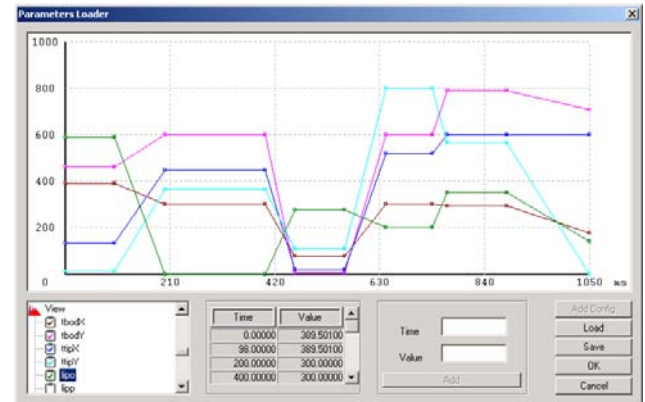 Parameters Loader
1000
800
600
400
200
0
210
420
630
840
1050
ms
View
tbodX
tbodY
ttipX
ttipY
lipo
lipp
Time Value
0.00000 389.50100
98.00000 389.50100
200.00000 300.00000
400.00000 300.00000
Time
Value
Add
Add Config
Load
Save
OK
Cancel